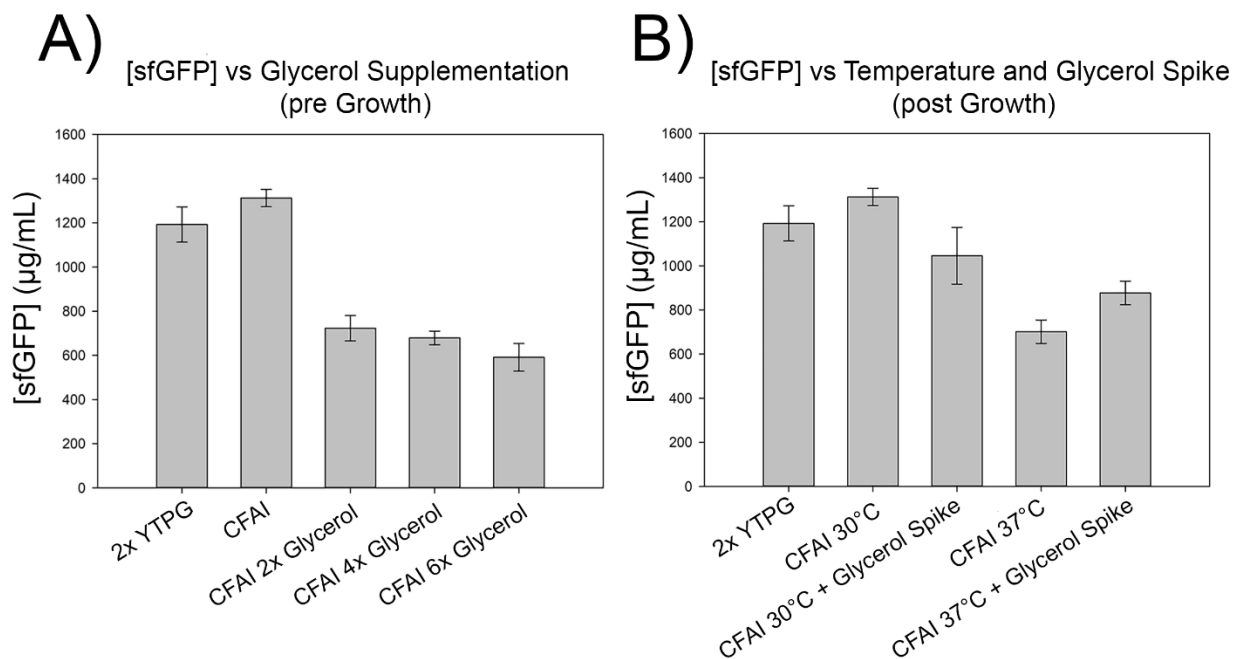 A)
[sfGFP] vs Glycerol Supplementation
(pre Growth)
[sfGFP] (µg/mL)
1600
1400
1200
1000
800
600
400
200
0
2x YTPG
CFAI
CFAI 2x Glycerol
CFAI 4x Glycerol
CFAI 6x Glycerol
B)
[sfGFP] vs Temperature and Glycerol Spike
(post Growth)
[sfGFP] (µg/mL)
1600
1400
1200
1000
800
600
400
200
0
2x YTPG
CFAI 30°C
CFAI 30°C + Glycerol Spike
CFAI 37°C
CFAI 37°C + Glycerol Spike